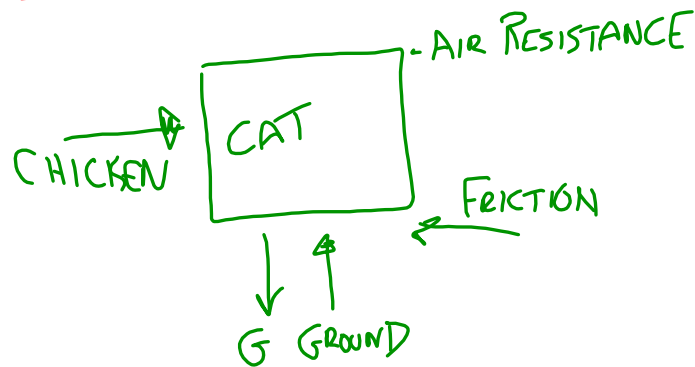 - AIR RESISTANCE
CAT
CHICKEN
FRICTION
G GROUND